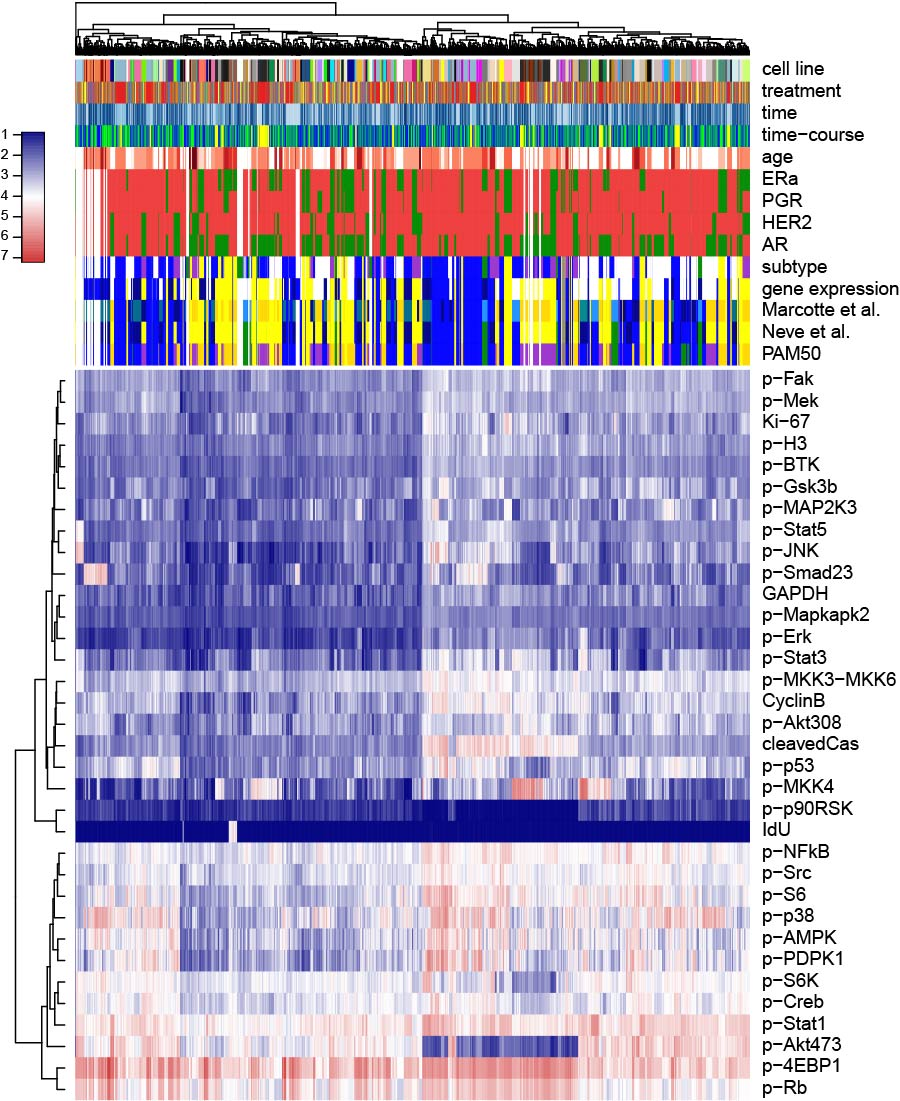 cell line
treatment
time
time−course
age
ERa
PGR
HER2
AR
subtype
gene expression
Marcotte et al.
Neve et al.
PAM50
1
2
3
4
5
6
7
p−Fak
p−Mek
Ki−67
p−H3
p−BTK
p−Gsk3b
p−MAP2K3
p−Stat5
p−JNK
p−Smad23
GAPDH
p−Mapkapk2
p−Erk
p−Stat3
p−MKK3−MKK6
CyclinB
p−Akt308
cleavedCas
p−p53
p−MKK4
p−p90RSK
IdU
p−NFkB
p−Src
p−S6
p−p38
p−AMPK
p−PDPK1
p−S6K
p−Creb
p−Stat1
p−Akt473
p−4EBP1
p−Rb